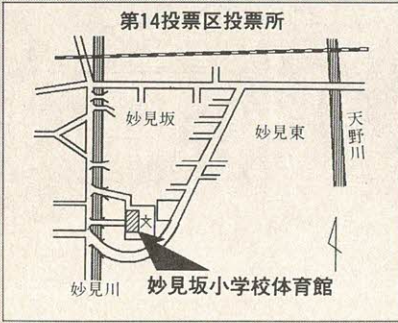 第14投票区投票所
妙見坂
妙見東
天野川
文
妙見川
妙見坂小学校体育館